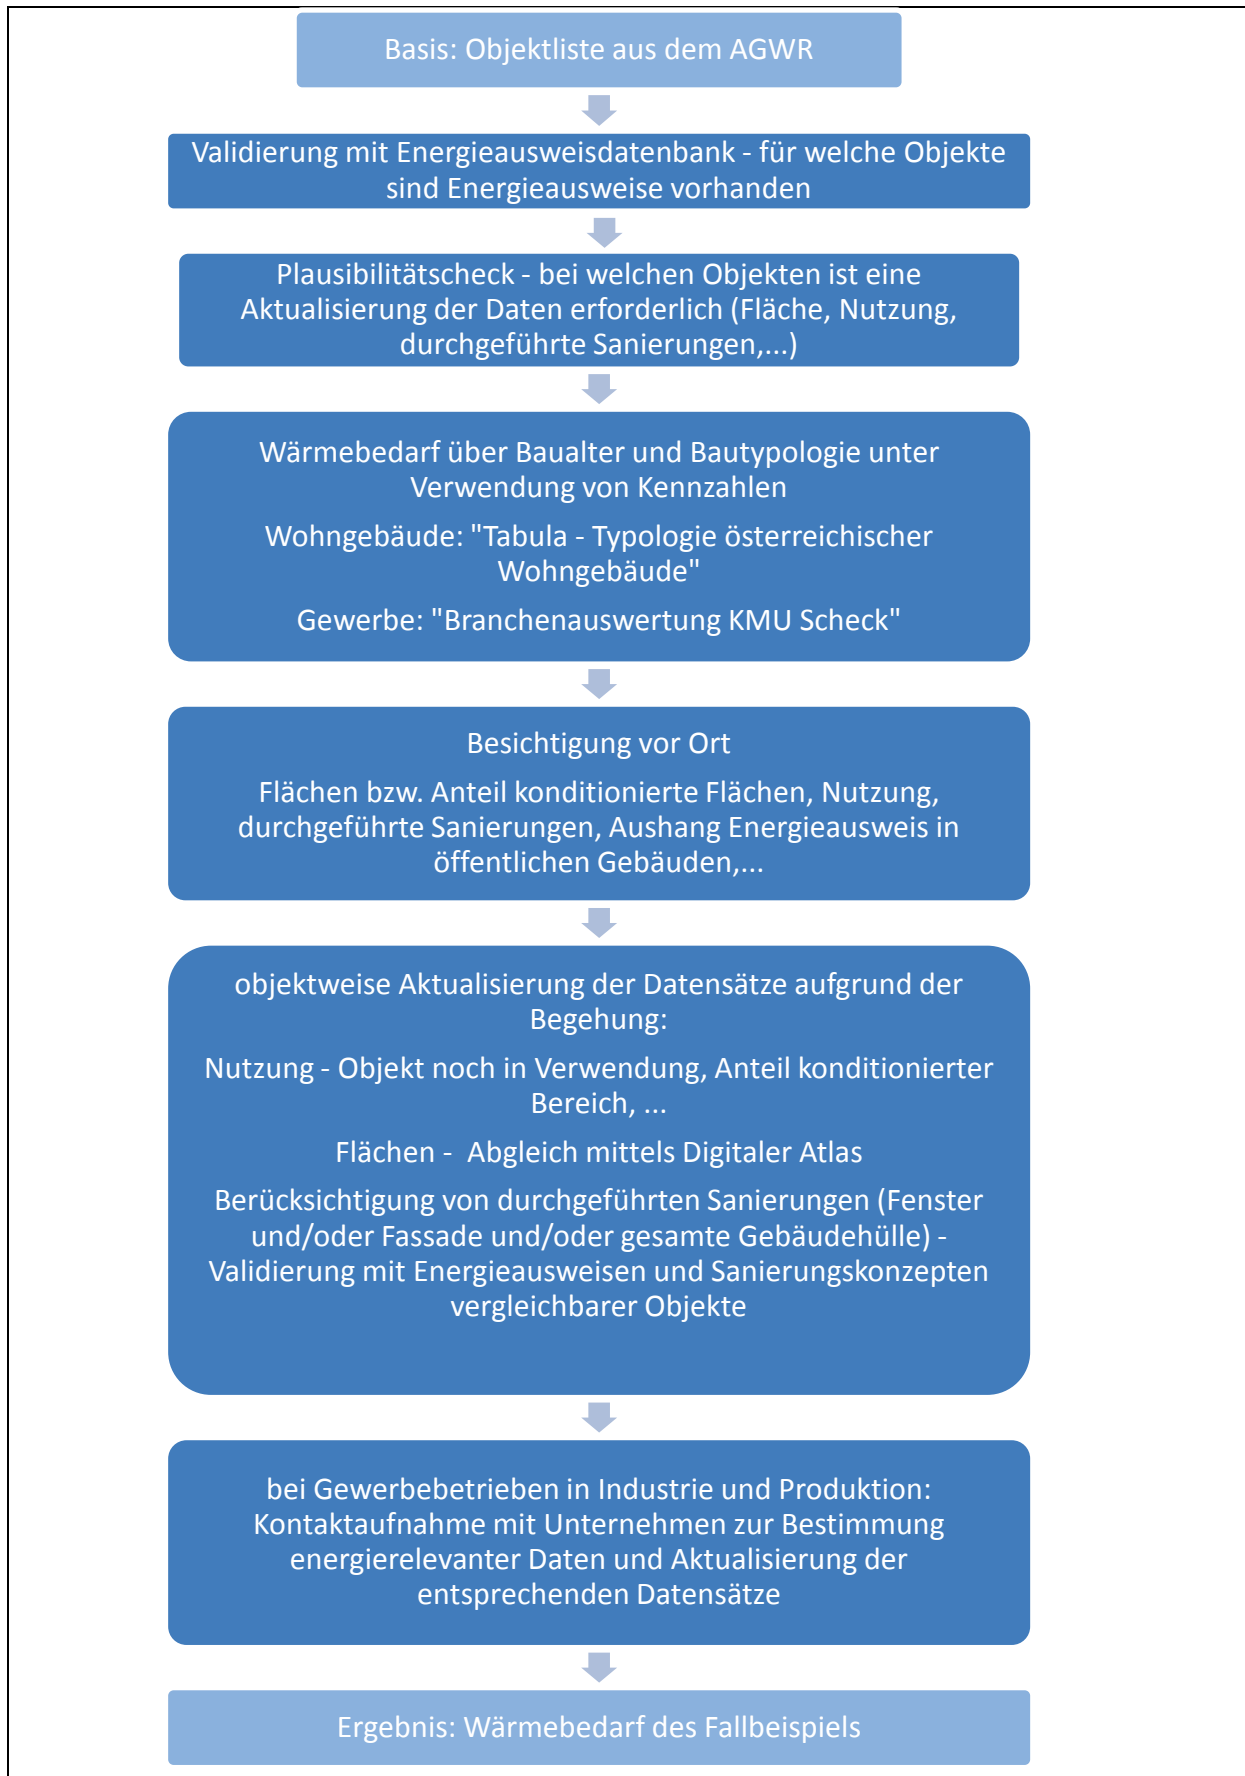 Basis: Objektliste aus dem AGWR
Validierung mit Energieausweisdatenbank - für welche Objekte
sind Energieausweise vorhanden
Plausibilitätscheck - bei welchen Objekten ist eine
Aktualisierung der Daten erforderlich (Fläche, Nutzung,
durchgeführte Sanierungen,...)
Wärmebedarf über Baualter und Bautypologie unter
Verwendung von Kennzahlen
Wohngebäude: "Tabula - Typologie österreichischer
Wohngebäude"
Gewerbe: "Branchenauswertung KMU Scheck"
Besichtigung vor Ort
Flächen bzw. Anteil konditionierte Flächen, Nutzung,
durchgeführte Sanierungen, Aushang Energieausweis in
öffentlichen Gebäuden,...
objektweise Aktualisierung der Datensätze aufgrund der
Begehung:
Nutzung - Objekt noch in Verwendung, Anteil konditionierter
Bereich, ...
Flächen - Abgleich mittels Digitaler Atlas
Berücksichtigung von durchgeführten Sanierungen (Fenster
und/oder Fassade und/oder gesamte Gebäudehülle) -
Validierung mit Energieausweisen und Sanierungskonzepten
vergleichbarer Objekte
bei Gewerbebetrieben in Industrie und Produktion:
Kontaktaufnahme mit Unternehmen zur Bestimmung
energierelevanter Daten und Aktualisierung der
entsprechenden Datensätze
Ergebnis: Wärmebedarf des Fallbeispiels